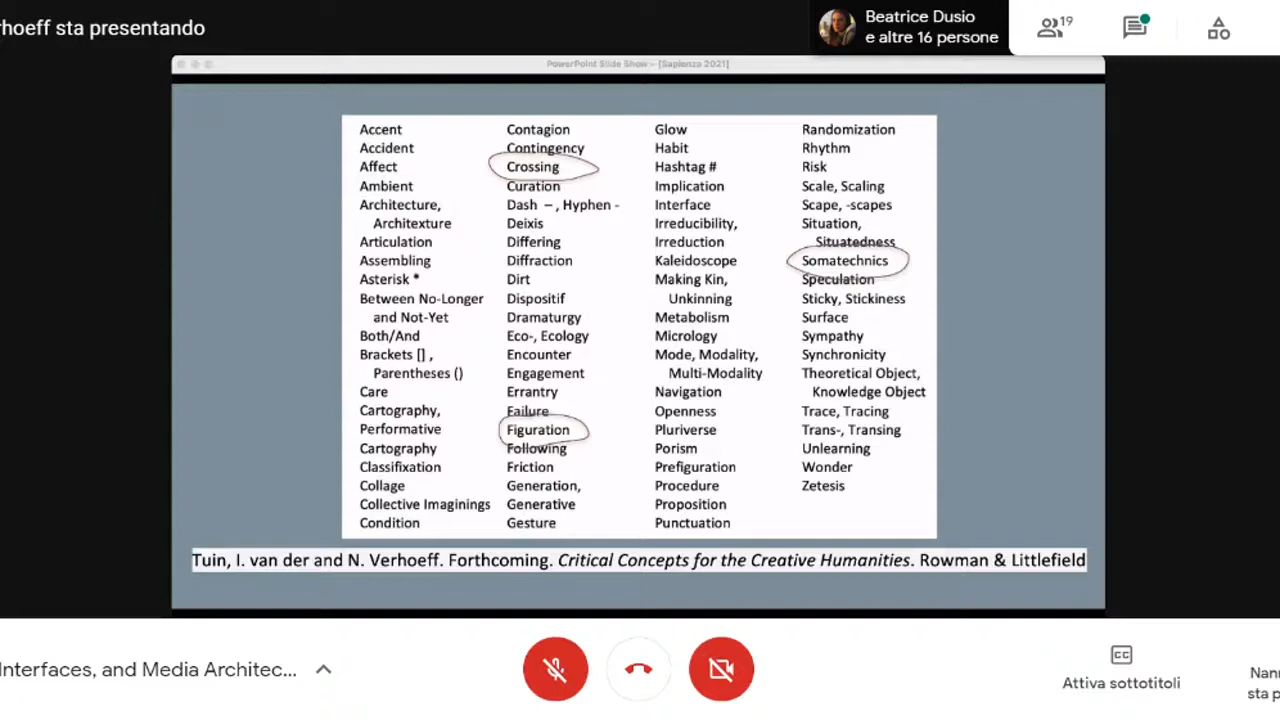 rhoeff sta presentando
Beatrice Dusio
e altre 16 persone
19
PowerPoint Slide Show – [Sapienza 2021]
Accent
Accident
Affect
Ambient
Architecture,
Architexture
Articulation
Assembling
Asterisk *
Between No-Longer
and Not-Yet
Both/And
Brackets [] ,
Parentheses ()
Care
Cartography,
Performative
Cartography
Classifixation
Collage
Collective Imaginings
Condition
Contagion
Contingency
Crossing
Curation
Dash – , Hyphen -
Deixis
Differing
Diffraction
Dirt
Dispositif
Dramaturgy
Eco-, Ecology
Encounter
Engagement
Errantry
Failure
Figuration
Following
Friction
Generation,
Generative
Gesture
Glow
Habit
Hashtag #
Implication
Interface
Irreducibility,
Irreduction
Kaleidoscope
Making Kin,
Unkinning
Metabolism
Micrology
Mode, Modality,
Multi-Modality
Navigation
Openness
Pluriverse
Porism
Prefiguration
Procedure
Proposition
Punctuation
Randomization
Rhythm
Risk
Scale, Scaling
Scape, -scapes
Situation,
Situatedness
Somatechnics
Speculation
Sticky, Stickiness
Surface
Sympathy
Synchronicity
Theoretical Object,
Knowledge Object
Trace, Tracing
Trans-, Transing
Unlearning
Wonder
Zetesis
Tuin, I. van der and N. Verhoeff. Forthcoming. Critical Concepts for the Creative Humanities. Rowman & Littlefield
Interfaces, and Media Architec...
CC
Attiva sottotitoli
Nann
sta p